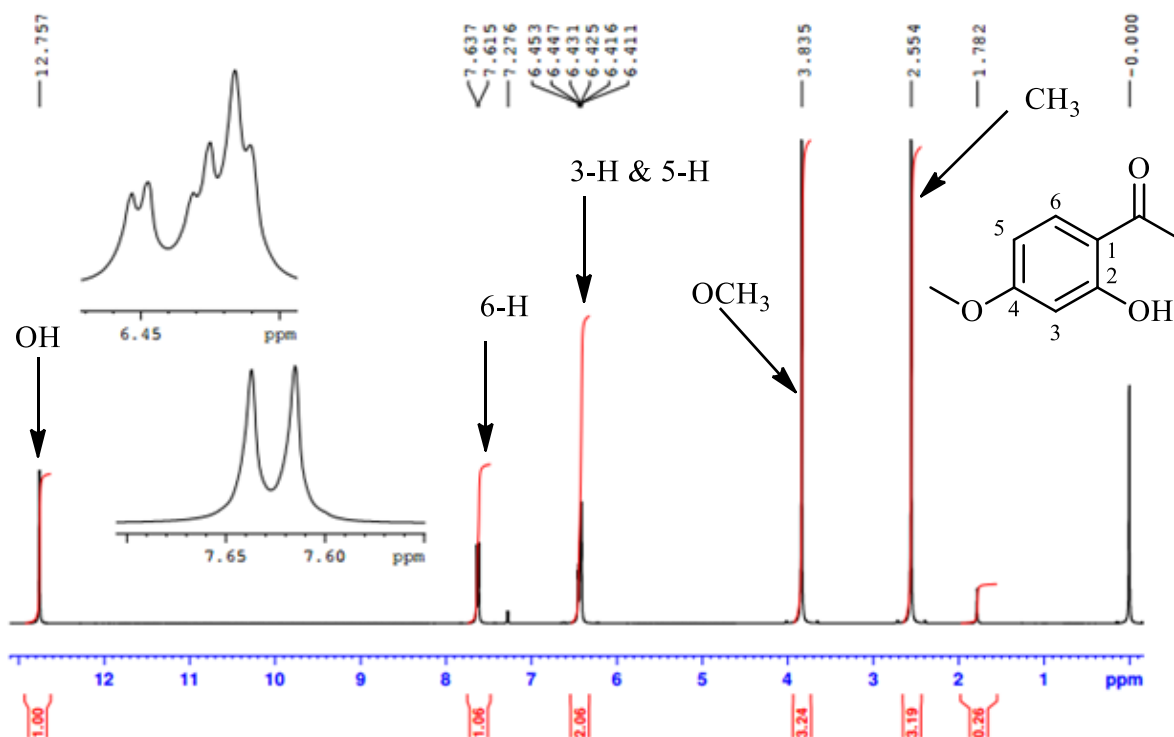 12.757
7.637
7.615
7.276
6.453
6.447
6.431
6.425
6.416
6.411
3.835
2.554
1.782
-0.000
CH3
3-H & 5-H
O
6
5
1
2
OCH3
O
4
OH
3
6.45 ppm
6-H
OH
7.65 7.60 ppm
12 11 10 9 8 7 6 5 4 3 2 1 ppm
1.00
1.06
2.06
3.24
3.19
0.26